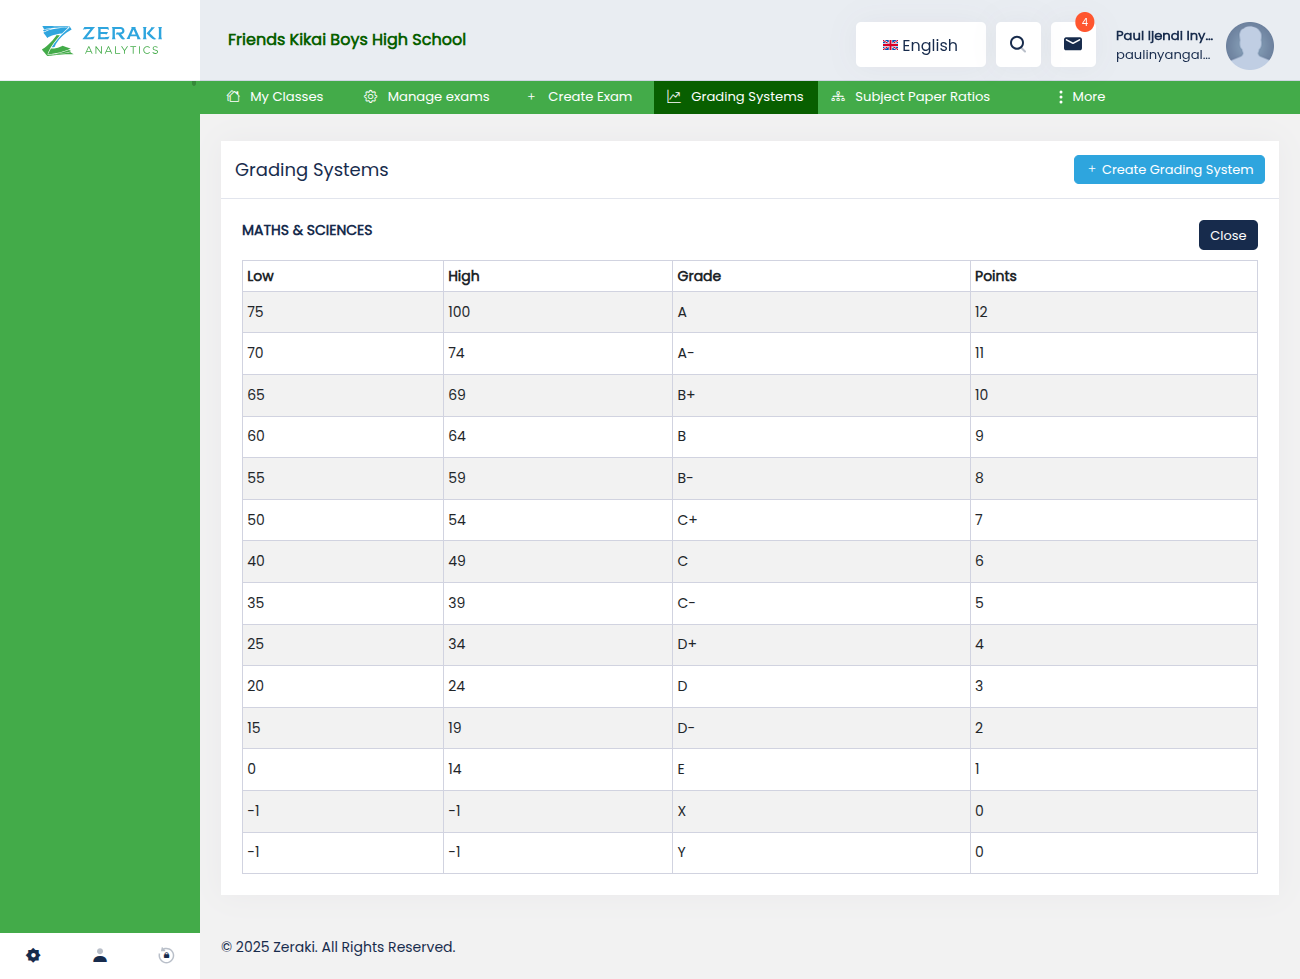 ZERAKI
ANALYTICS
Friends Kikai Boys High School
English
4
Paul Ijendi Iny...
paulinyangal...
My Classes
Manage exams
+ Create Exam
Grading Systems
Subject Paper Ratios
More
Grading Systems
+ Create Grading System
MATHS & SCIENCES
Close
Low High Grade Points
75 100 A 12
70 74 A- 11
65 69 B+ 10
60 64 B 9
55 59 B- 8
50 54 C+ 7
40 49 C 6
35 39 C- 5
25 34 D+ 4
20 24 D 3
15 19 D- 2
0 14 E 1
-1 -1 X 0
-1 -1 Y 0
© 2025 Zeraki. All Rights Reserved.